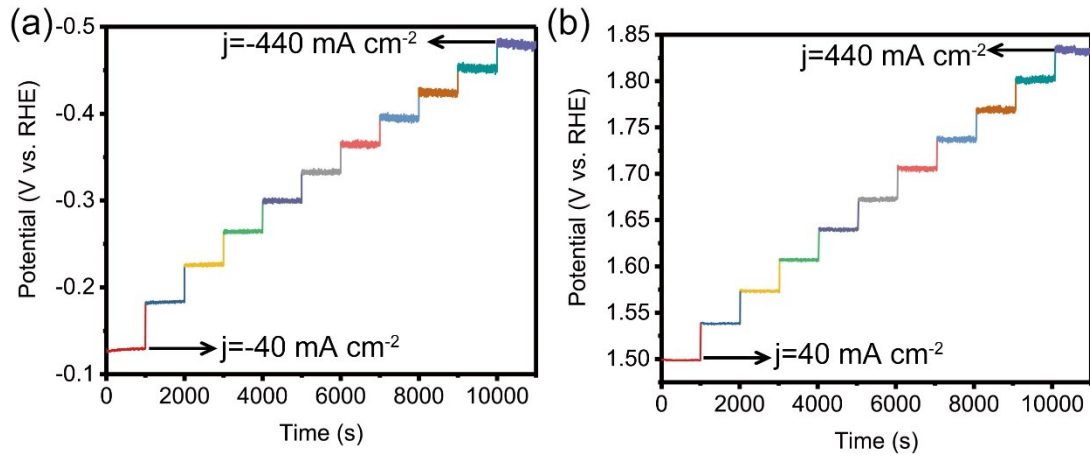 (a)
-0.5
-0.4
-0.3
-0.2
-0.1
Potential (V vs. RHE)
j=-440 mA cm-2
j=-40 mA cm-2
0 2000 4000 6000 8000 10000
Time (s)
(b)
1.85
1.80
1.75
1.70
1.65
1.60
1.55
1.50
Potential (V vs. RHE)
j=440 mA cm-2
j=40 mA cm-2
0 2000 4000 6000 8000 10000
Time (s)